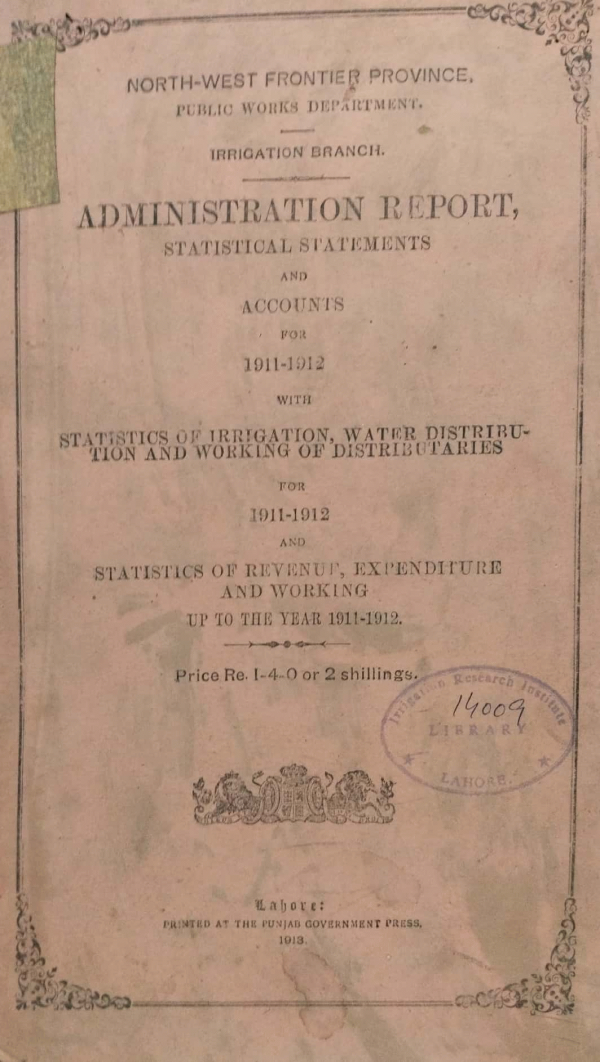 NORTH-WEST FRONTIER PROVINCE.
PUBLIC WORKS DEPARTMENT.
IRRIGATION BRANCH.
ADMINISTRATION REPORT,
STATISTICAL STATEMENTS
AND
ACCOUNTS
FOR
1911-1912
WITH
STATISTICS OF IRRIGATION, WATER DISTRIBU-
TION AND WORKING OF DISTRIBUTARIES
FOR
1911-1912
AND
STATISTICS OF REVENUE, EXPENDITURE
AND WORKING
UP TO THE YEAR 1911-1912.
Price Re. 1-4-0 or 2 shillings.
Irrigation Research Institute
14009
LIBRARY
LAHORE.
Lahore:
PRINTED AT THE PUNJAB GOVERNMENT PRESS,
1913.